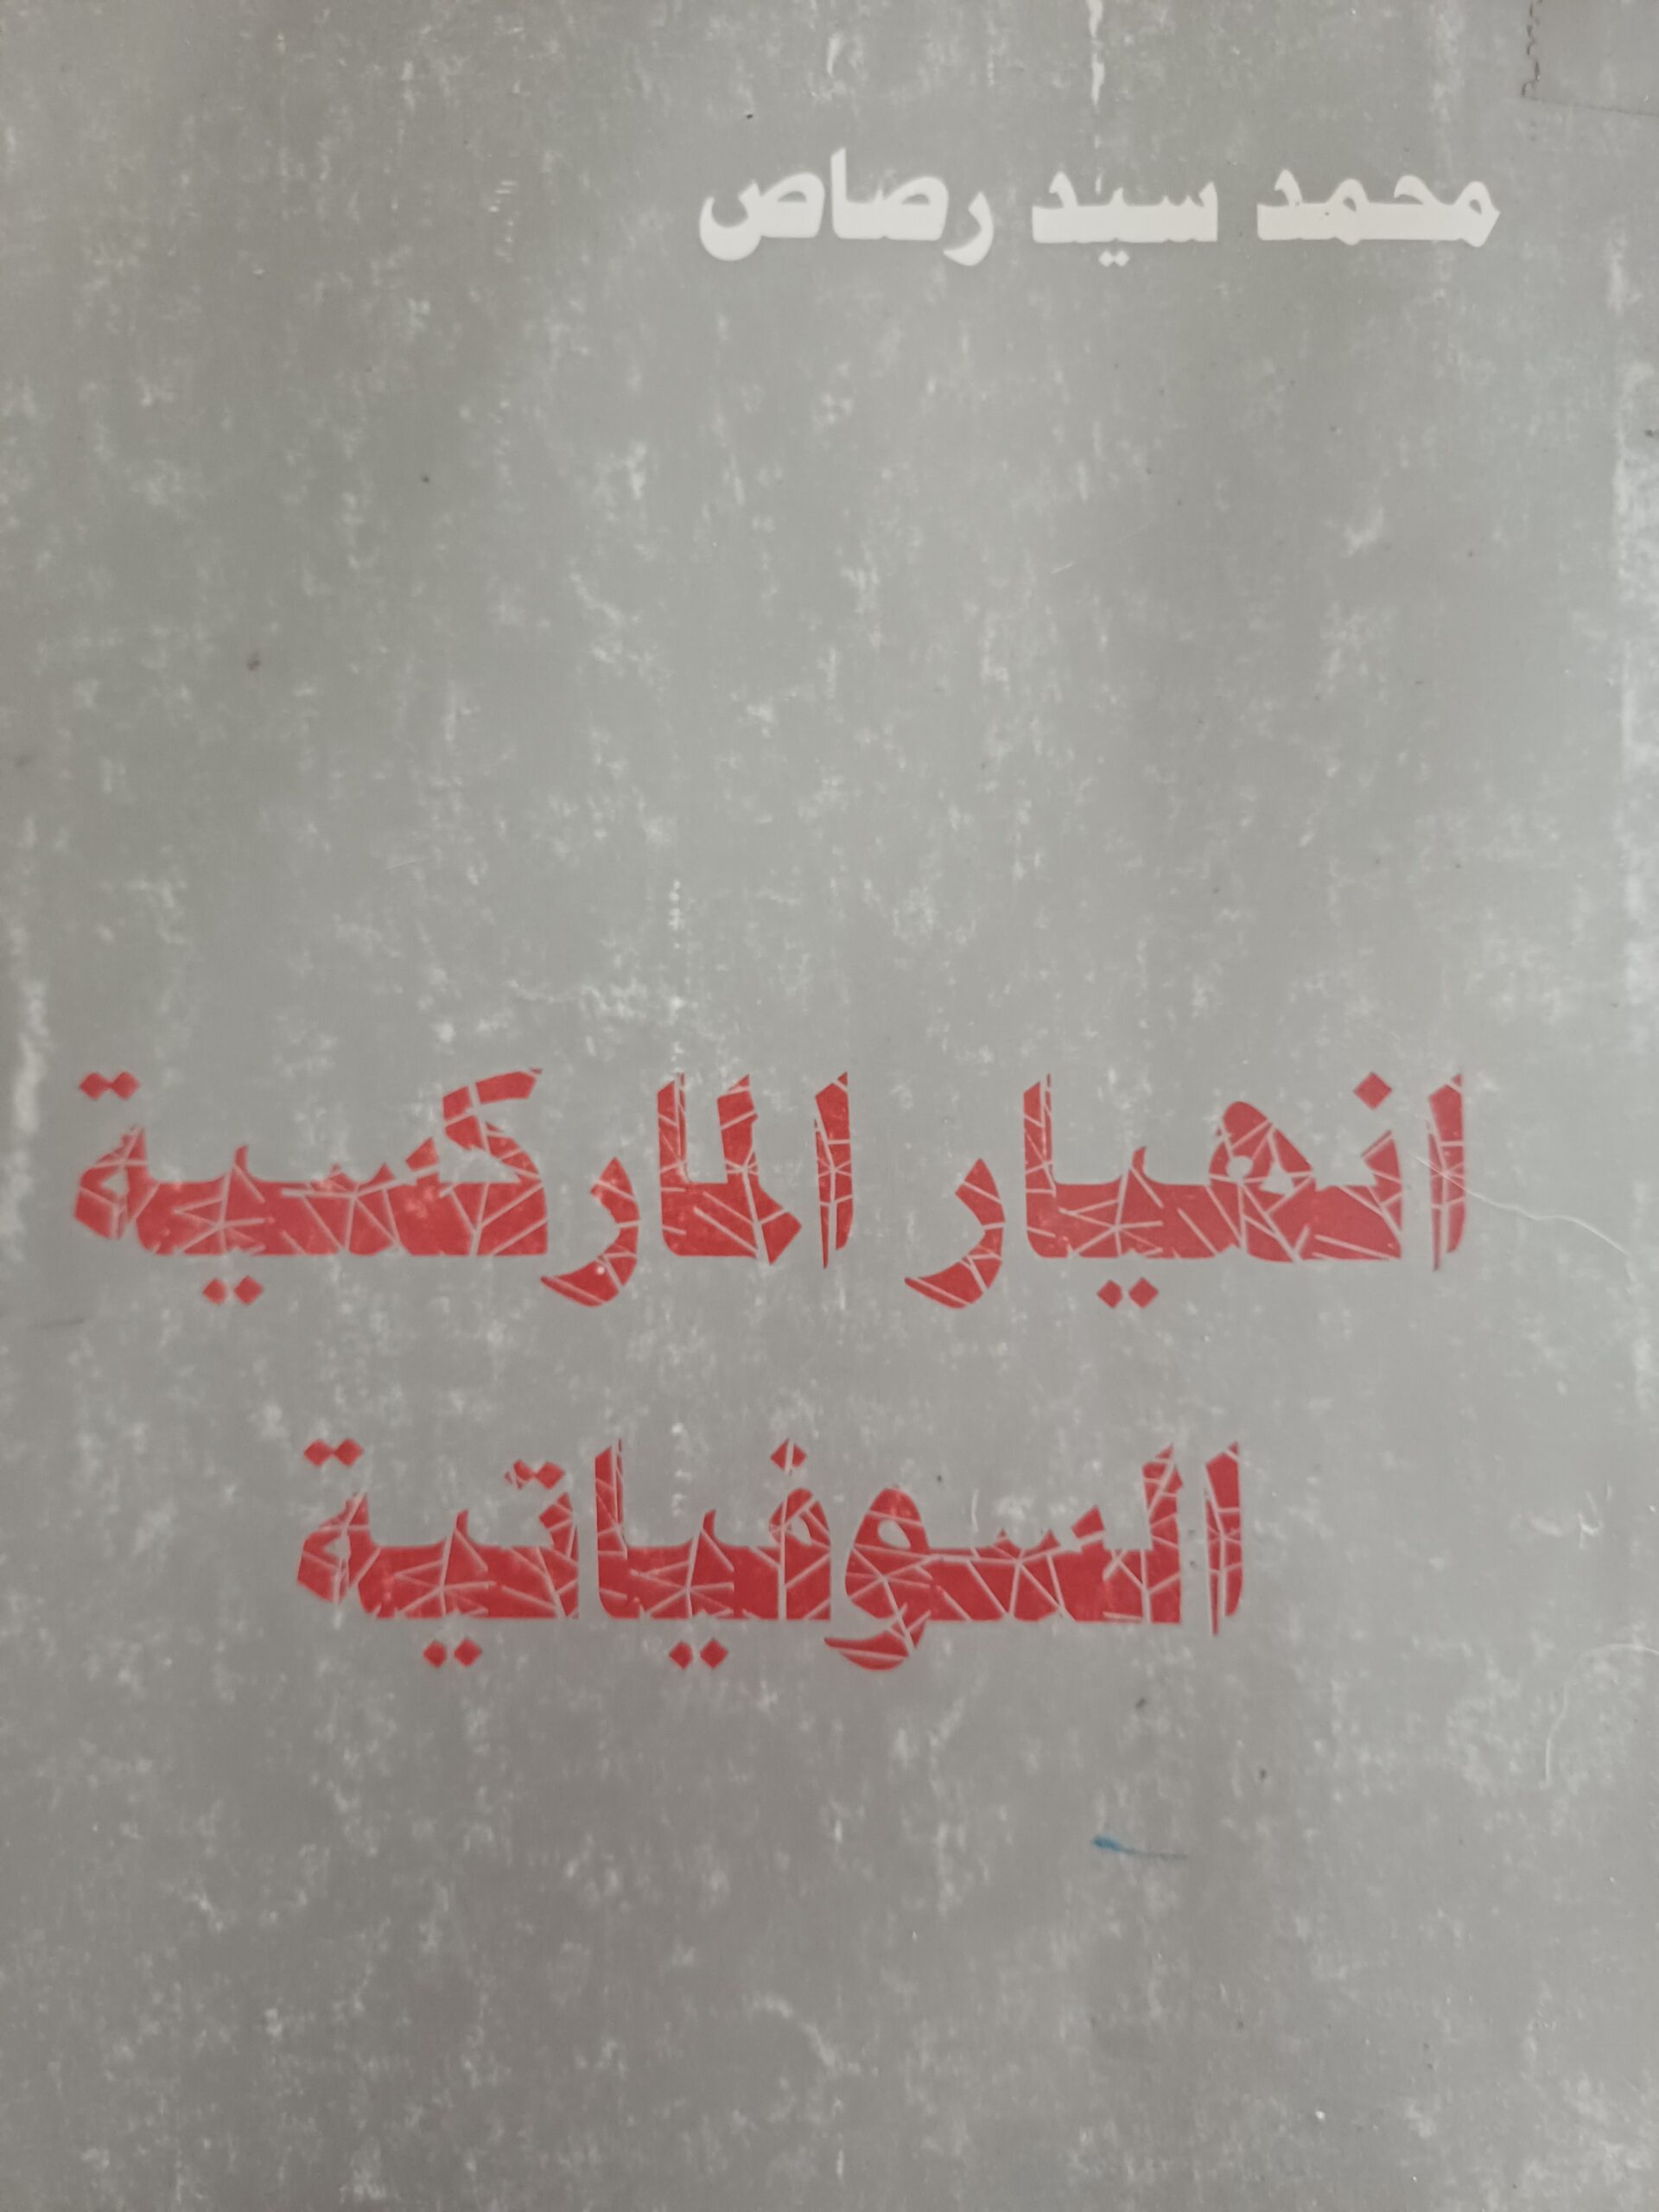 محمد سيد رصاص
انهيار الماركسية
السوفياتية